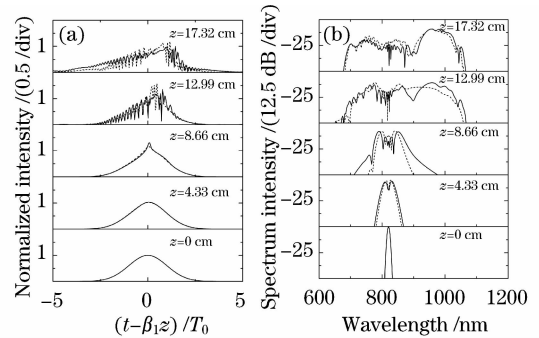 (a)
Normalized intensity /(0.5 /div)
1
z=17.32 cm
1
z=12.99 cm
1
z=8.66 cm
1
z=4.33 cm
1
z=0 cm
−5
0
5
(t−β₁z) /T₀
(b)
Spectrum intensity /(12.5 dB /div)
−25
z=17.32 cm
−25
z=12.99 cm
−25
z=8.66 cm
−25
z=4.33 cm
−25
z=0 cm
600
800
1000
1200
Wavelength /nm